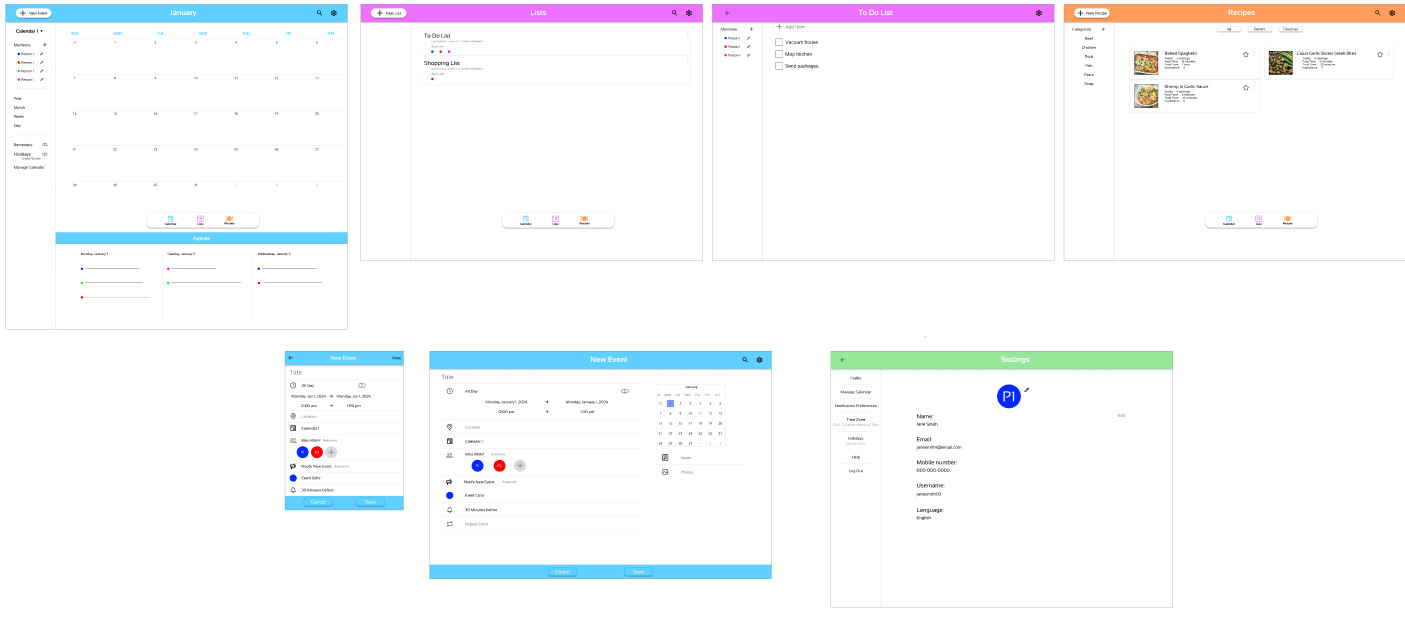 New Event
January
Calendar 1
Members
Person 1
Person 1
Person 1
Person 1
Year
Month
Week
Day
Reminders
Holidays
Manage Calendar
SUN MON TUE WED THU FRI SAT
31 1 2 3 4 5 6
7 8 9 10 11 12 13
14 15 16 17 18 19 20
21 22 23 24 25 26 27
28 29 30 31 1 2 3
Calendar Lists Recipes
Agenda
Monday, January 1
Tuesday, January 2
Wednesday, January 3
New List
Lists
To Do List
Shopping List
Calendar Lists Recipes
To Do List
Members
Person 1
Person 1
Person 1
Add Item
Vacuum house
Mop kitchen
Send packages
New Recipe
Recipes
Categories
Beef
Chicken
Pork
Fish
Pasta
Soup
All Recent Favorites
Baked Spaghetti
Cajun Garlic Butter Steak Bites
Shrimp in Garlic Sauce
Calendar Lists Recipes
New Event
More
Title
All Day
Monday, Jan 1, 2024 Monday, Jan 1, 2024
12:00 pm 1:00 pm
Location
Calendar 1
Who With? Everyone
P1 P2
Notify New Event Everyone
Event Color
30 Minutes before
Cancel Save
New Event
Title
All Day
Monday, January 1, 2024 Monday, January 1, 2024
12:00 pm 1:00 pm
Location
Calendar 1
Who With? Everyone
P1 P2
Notify New Event Everyone
Event Color
30 Minutes before
Repeat Event
January
SUN MON TUE WED THU FRI SAT
31 1 2 3 4 5 6
7 8 9 10 11 12 13
14 15 16 17 18 19 20
21 22 23 24 25 26 27
28 29 30 31 1 2 3
Notes
Photos
Cancel Save
Settings
Profile
Manage Calendar
Notification Preferences
Time Zone
Holidays
Help
Log Out
P1
Edit
Name:
Jane Smith
Email:
janesmith1@email.com
Mobile number:
000-000-0000
Username:
janesmith03
Language:
English